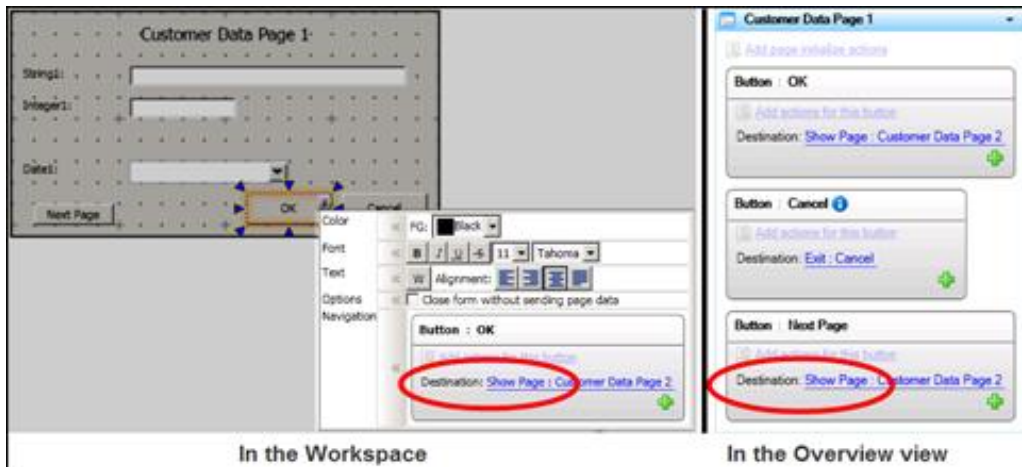 Customer Data Page 1
String1:
Integer1:
Date1:
Next Page
OK
Cancel
Color
FG: Black
Font
B I U S 11 Tahoma
Text
W Alignment:
Options
Close form without sending page data
Navigation
Button : OK
Add actions for this button
Destination: Show Page : Customer Data Page 2
In the Workspace
Customer Data Page 1
Add page initialize actions
Button : OK
Add actions for this button
Destination: Show Page : Customer Data Page 2
Button : Cancel
Add actions for this button
Destination: Exit : Cancel
Button : Next Page
Add actions for this button
Destination: Show Page : Customer Data Page 2
In the Overview view